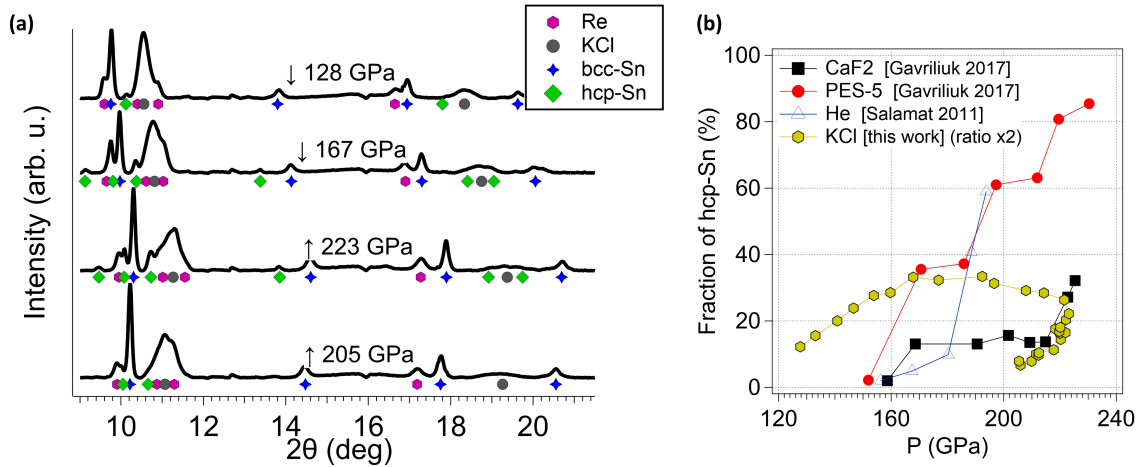 (a)
Intensity (arb. u.)
Re
KCl
bcc-Sn
hcp-Sn
↓ 128 GPa
↓ 167 GPa
↑ 223 GPa
↑ 205 GPa
10 12 14 16 18 20
2θ (deg)
(b)
Fraction of hcp-Sn (%)
100
80
60
40
20
0
CaF2 [Gavriliuk 2017]
PES-5 [Gavriliuk 2017]
He [Salamat 2011]
KCl [this work] (ratio x2)
120 160 200 240
P (GPa)